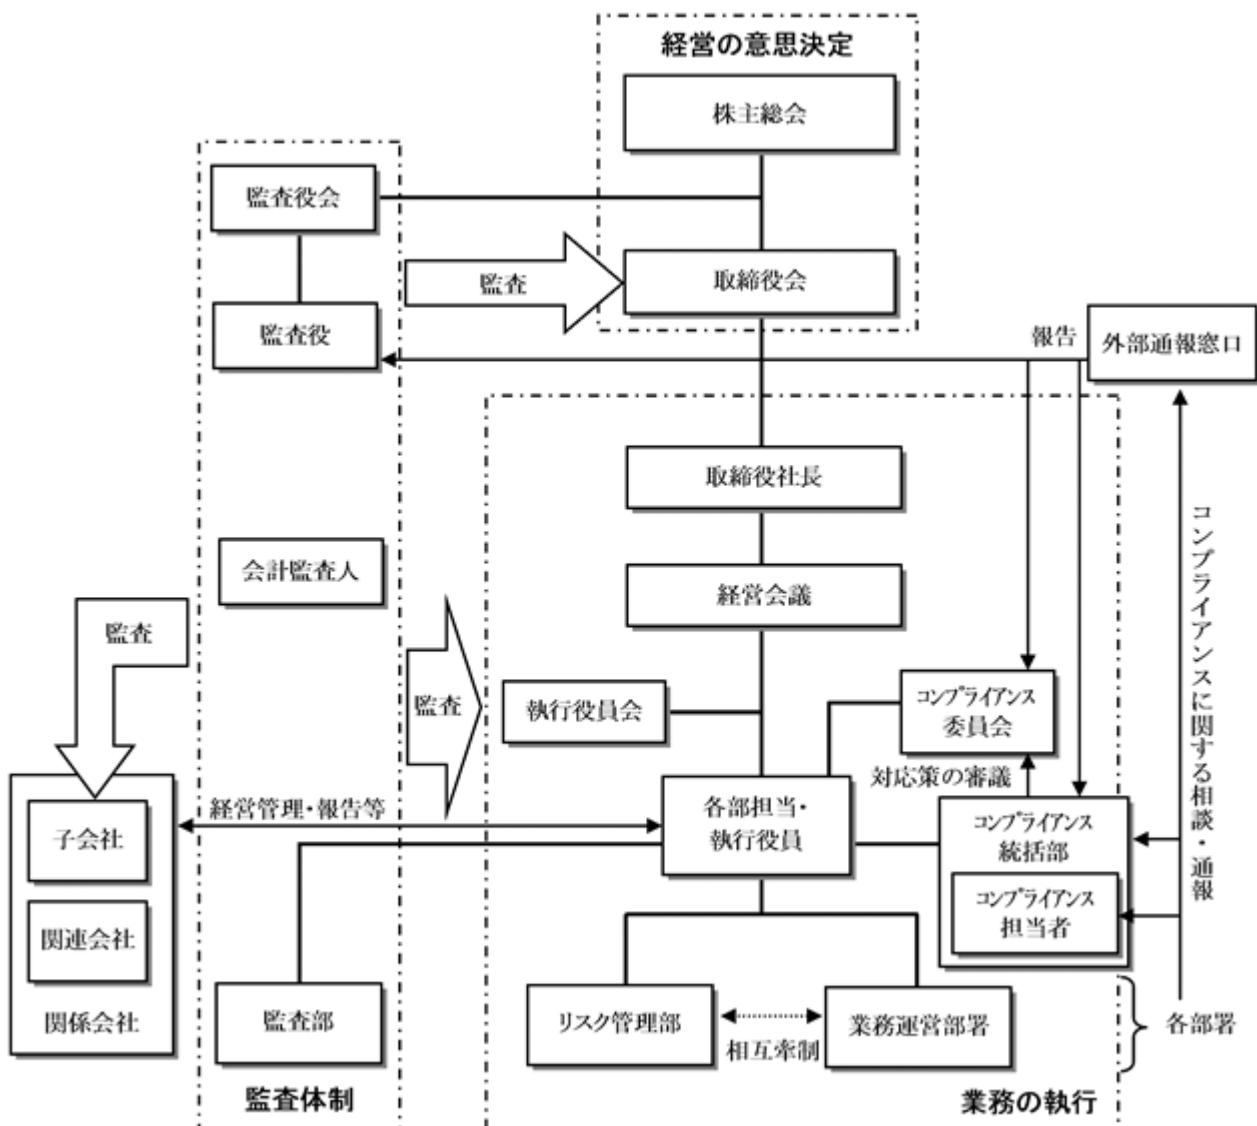 経営の意思決定
株主総会
監査役会
監査
取締役会
監査役
報告
外部通報窓口
取締役社長
会計監査人
経営会議
監査
監査
執行役員会
コンプライアンス
委員会
対応策の審議
コンプライアンスに関する相談・通報
経営管理・報告等
各部担当・
執行役員
コンプライアンス
統括部
コンプライアンス
担当者
子会社
関連会社
関係会社
監査部
リスク管理部
相互牽制
業務運営部署
各部署
監査体制
業務の執行